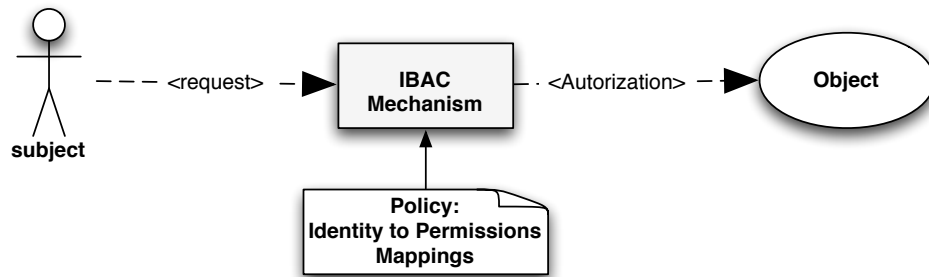 subject
<request>
IBAC
Mechanism
<Autorization>
Object
Policy:
Identity to Permissions
Mappings